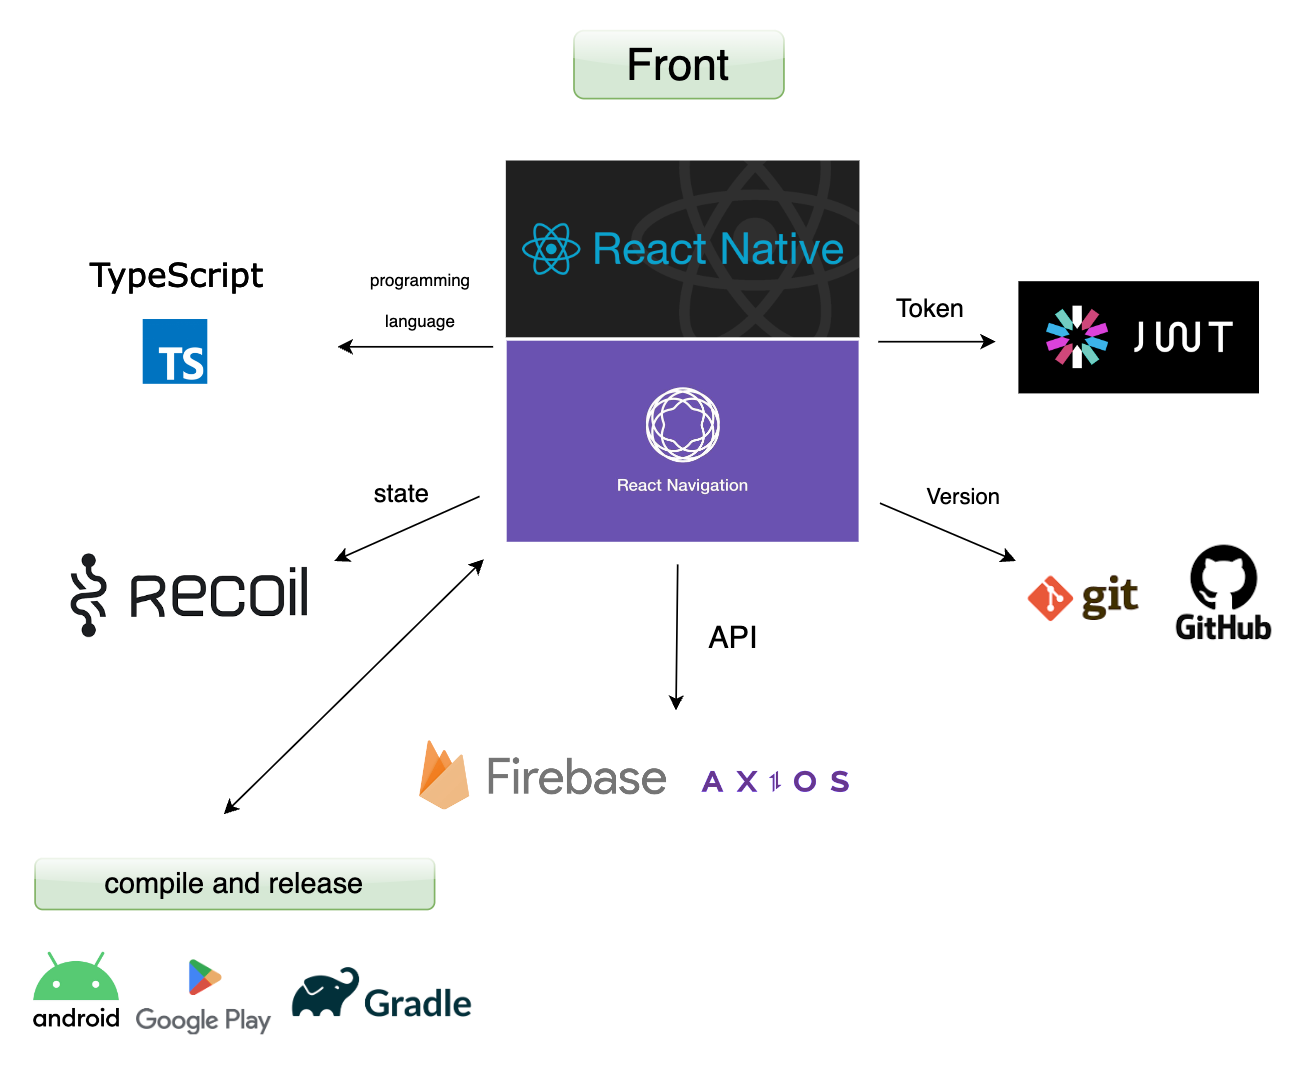 Front
React Native
TypeScript
programming
language
TS
Token
JWT
React Navigation
state
Version
RECOIL
git
GitHub
API
Firebase
AXIOS
compile and release
android
Google Play
Gradle